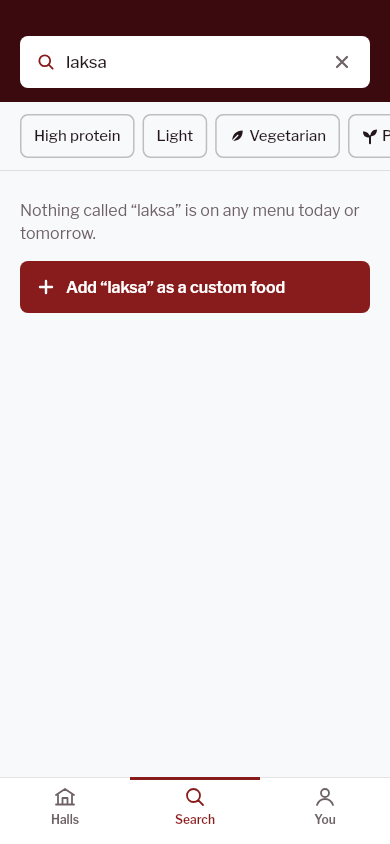 laksa
High protein
Light
Vegetarian
P
Nothing called “laksa” is on any menu today or
tomorrow.
Add “laksa” as a custom food
Halls
Search
You